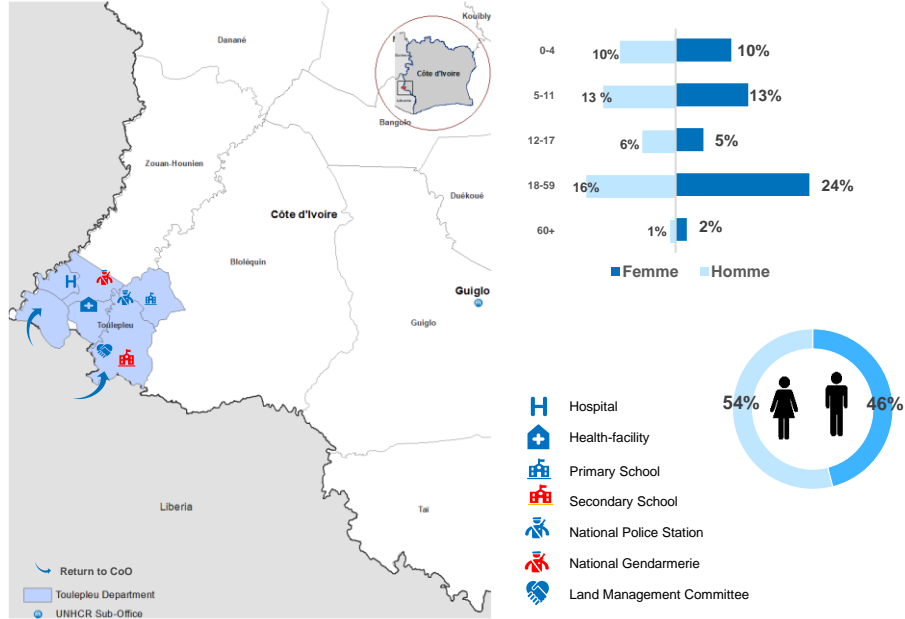 Kouibly
Danané
Côte d'Ivoire
Liberia
Bangolo
Zouan-Hounien
Duékoué
Côte d'Ivoire
Bloléquin
Guiglo
Guiglo
Toulepleu
Liberia
Taï
Return to CoO
Toulepleu Department
UNHCR Sub-Office
0-4
10%
10%
5-11
13 %
13%
12-17
6%
5%
18-59
16%
24%
60+
1%
2%
Femme
Homme
54%
46%
H
H
Hospital
Health-facility
Primary School
Secondary School
National Police Station
National Gendarmerie
Land Management Committee